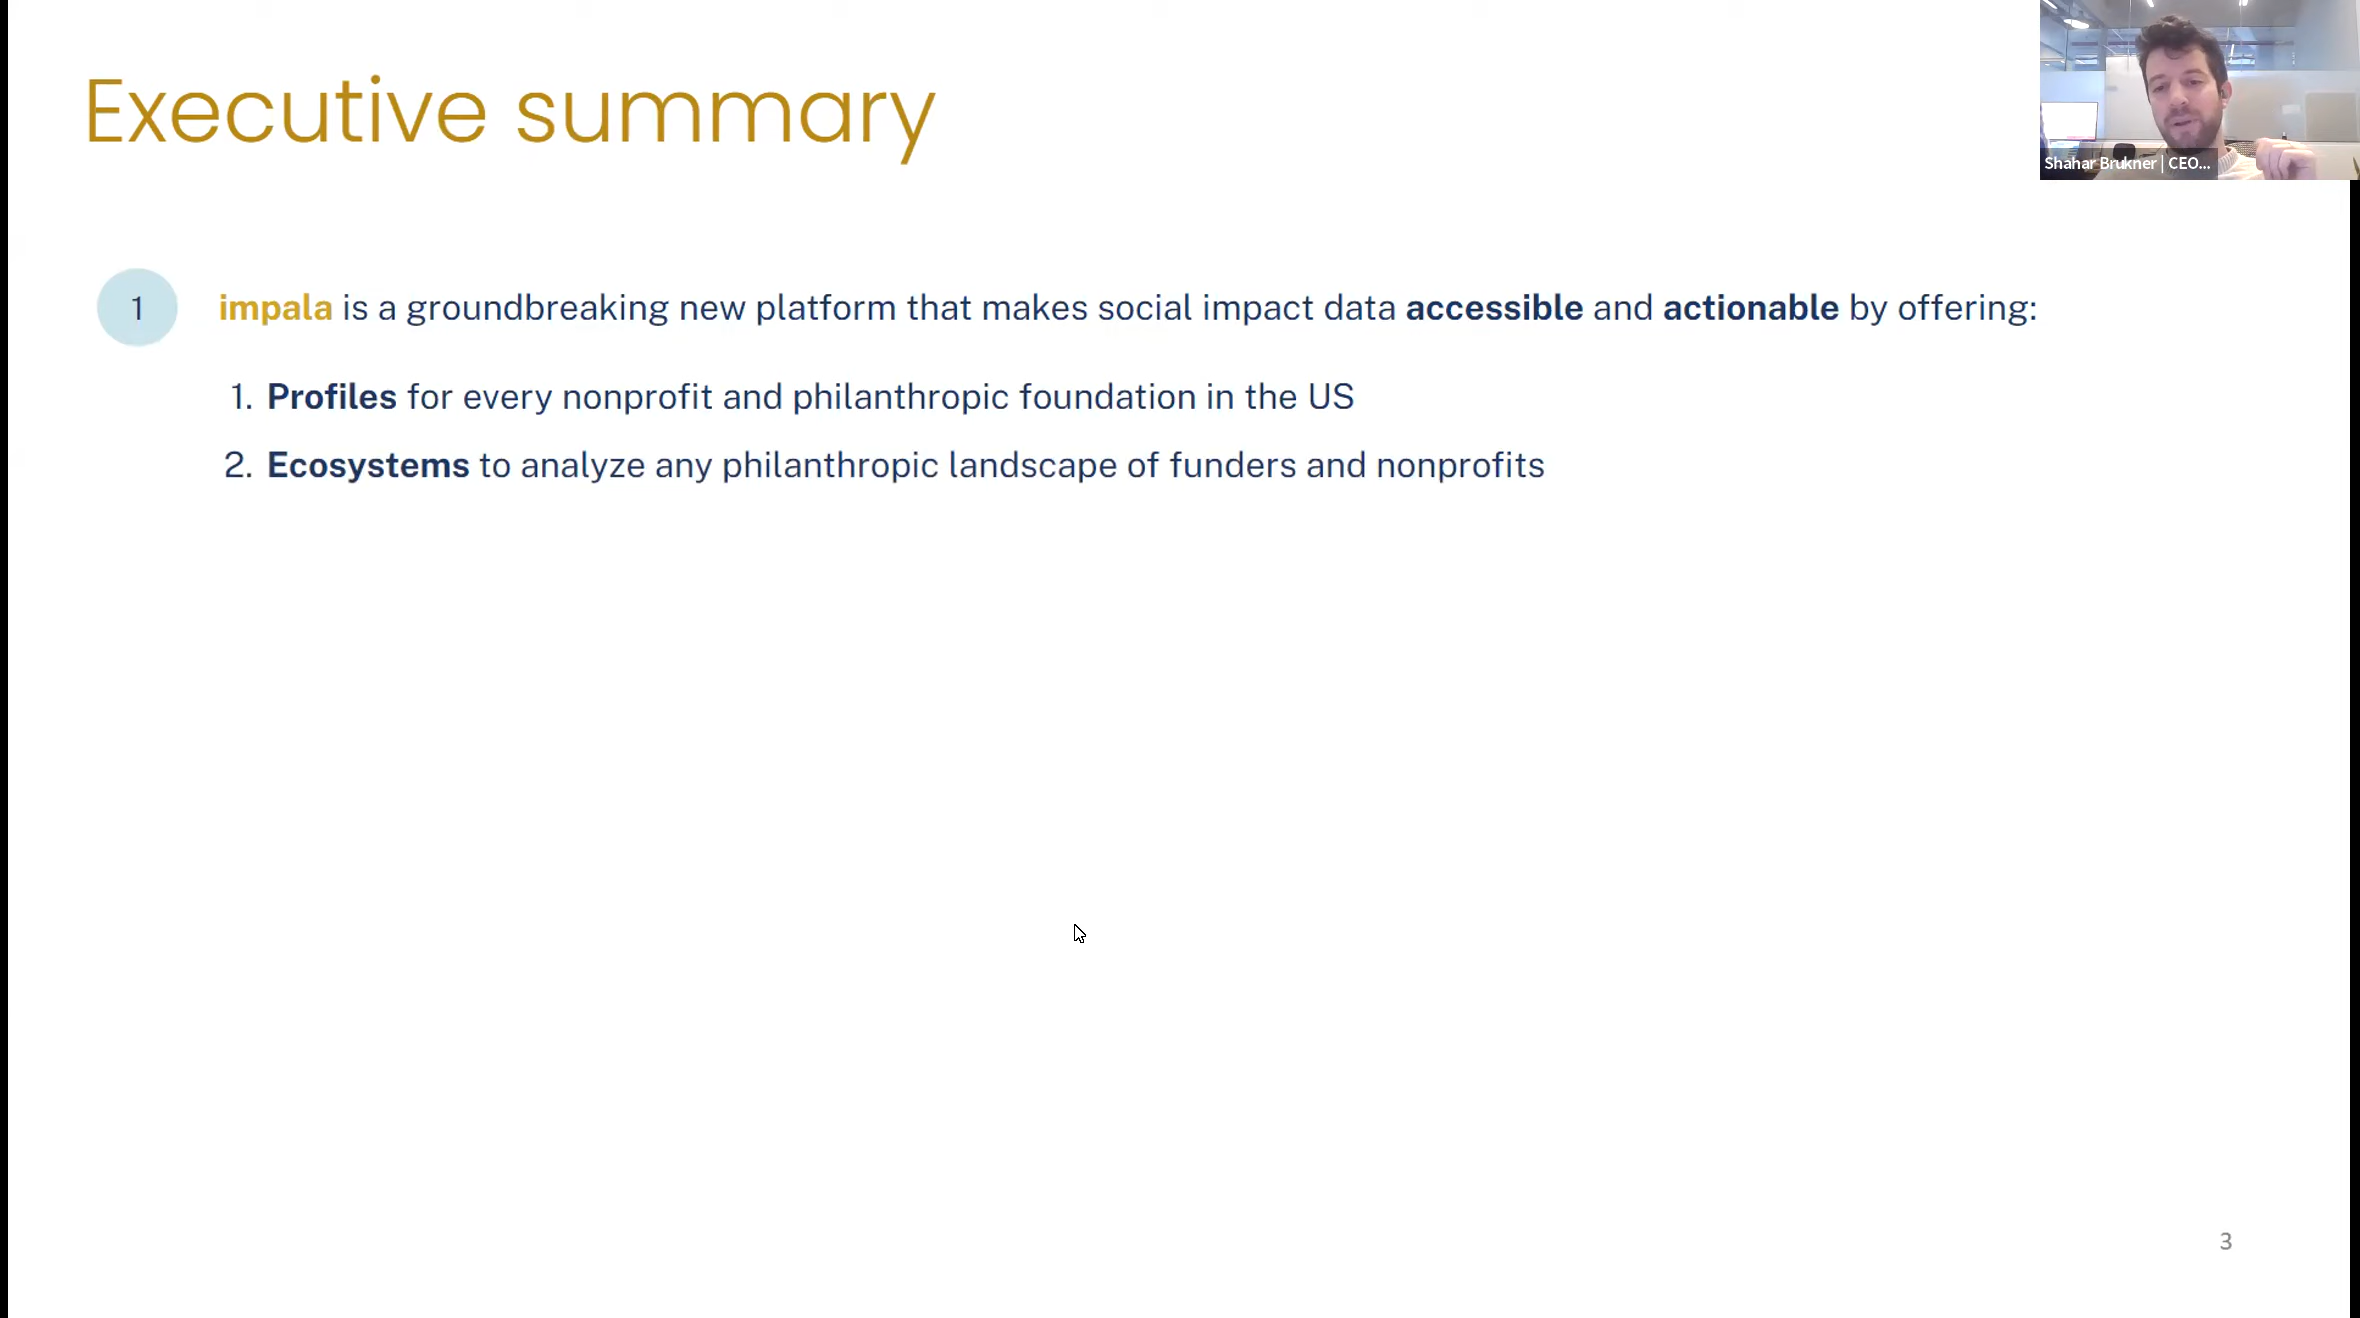 Executive summary
Shahar Brukner | CEO...
1
impala is a groundbreaking new platform that makes social impact data accessible and actionable by offering:
1. Profiles for every nonprofit and philanthropic foundation in the US
2. Ecosystems to analyze any philanthropic landscape of funders and nonprofits
3